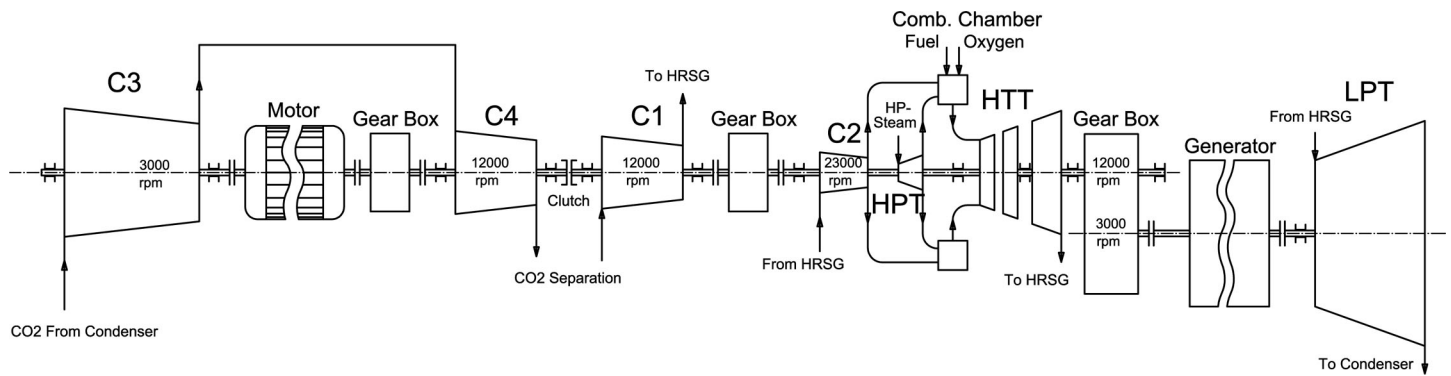 Comb. Chamber
Fuel Oxygen
To HRSG
C3
HTT
LPT
Motor
C4
C1
HP-
Steam
From HRSG
Gear Box
Gear Box
C2
Gear Box
Generator
3000
rpm
12000
rpm
12000
rpm
23000
rpm
12000
rpm
Clutch
HPT
3000
rpm
From HRSG
CO2 Separation
To HRSG
CO2 From Condenser
To Condenser